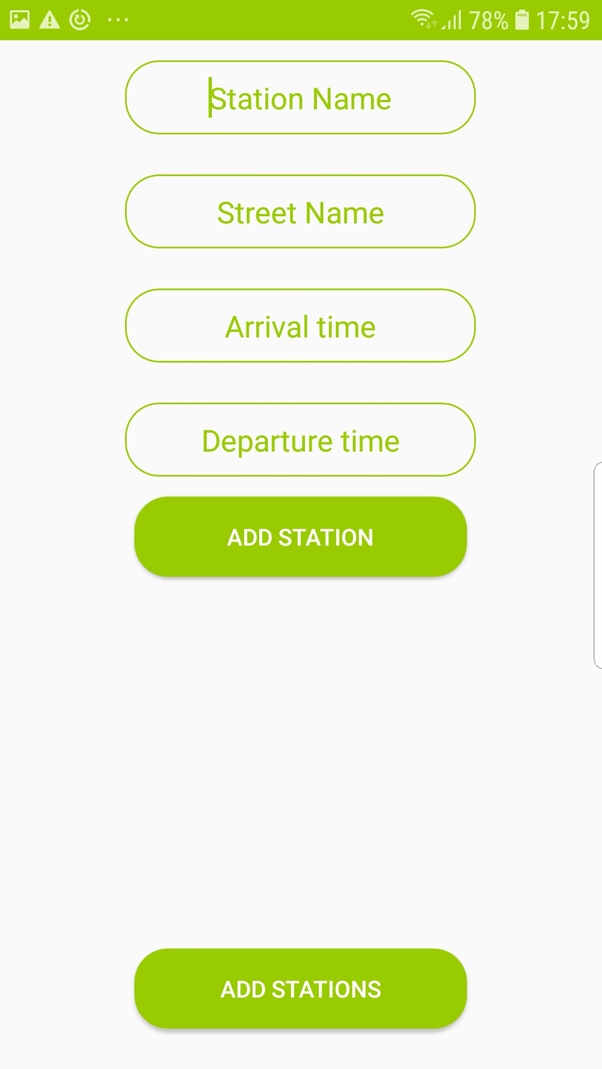 78% 17:59
Station Name
Street Name
Arrival time
Departure time
ADD STATION
ADD STATIONS